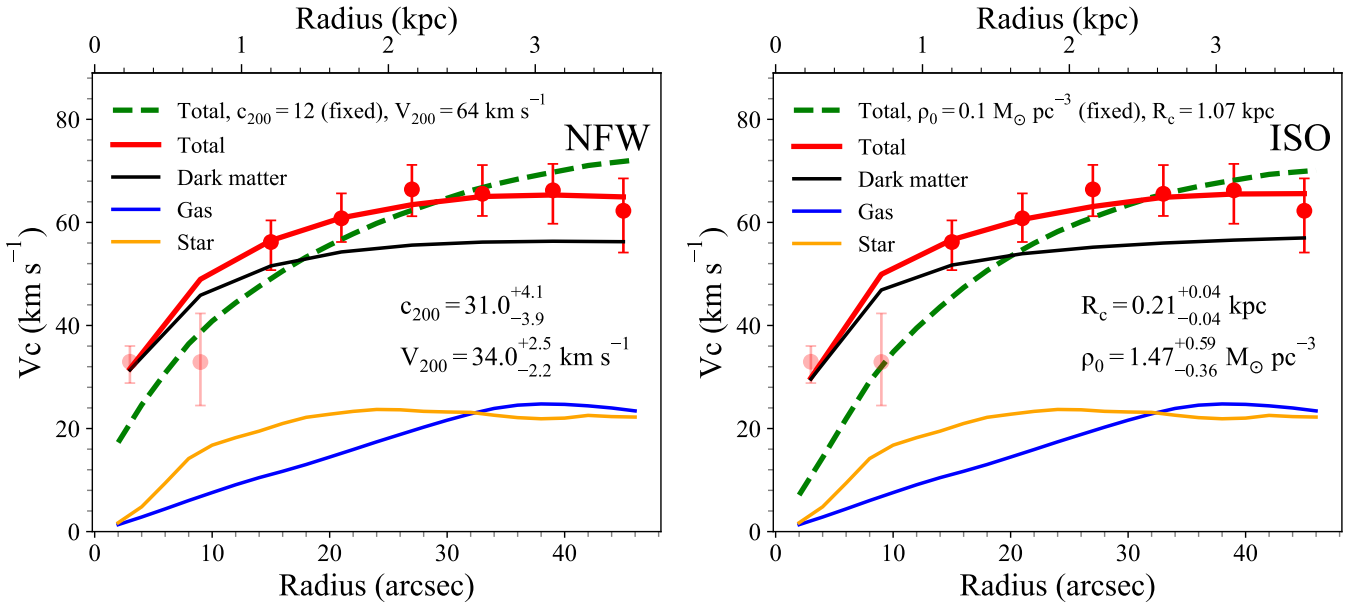 Radius (kpc)
0 1 2 3
Total, c₂₀₀ = 12 (fixed), V₂₀₀ = 64 km s⁻¹
NFW
Total
Dark matter
Gas
Star
c₂₀₀ = 31.0 +4.1 −3.9
V₂₀₀ = 34.0 +2.5 −2.2 km s⁻¹
Vc (km s⁻¹)
80
60
40
20
0
0 10 20 30 40
Radius (arcsec)
Radius (kpc)
0 1 2 3
Total, ρ₀ = 0.1 M☉ pc⁻³ (fixed), R_c = 1.07 kpc
ISO
Total
Dark matter
Gas
Star
R_c = 0.21 +0.04 −0.04 kpc
ρ₀ = 1.47 +0.59 −0.36 M☉ pc⁻³
Vc (km s⁻¹)
80
60
40
20
0
0 10 20 30 40
Radius (arcsec)